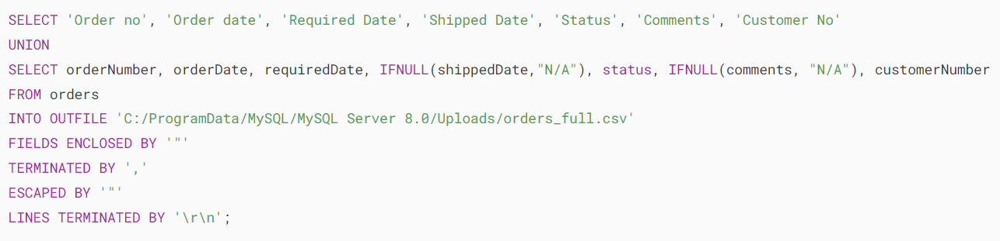 SELECT 'Order no', 'Order date', 'Required Date', 'Shipped Date', 'Status', 'Comments', 'Customer No'
UNION
SELECT orderNumber, orderDate, requiredDate, IFNULL(shippedDate,"N/A"), status, IFNULL(comments, "N/A"), customerNumber
FROM orders
INTO OUTFILE 'C:/ProgramData/MySQL/MySQL Server 8.0/Uploads/orders_full.csv'
FIELDS ENCLOSED BY '"'
TERMINATED BY ','
ESCAPED BY '"'
LINES TERMINATED BY '\r\n';